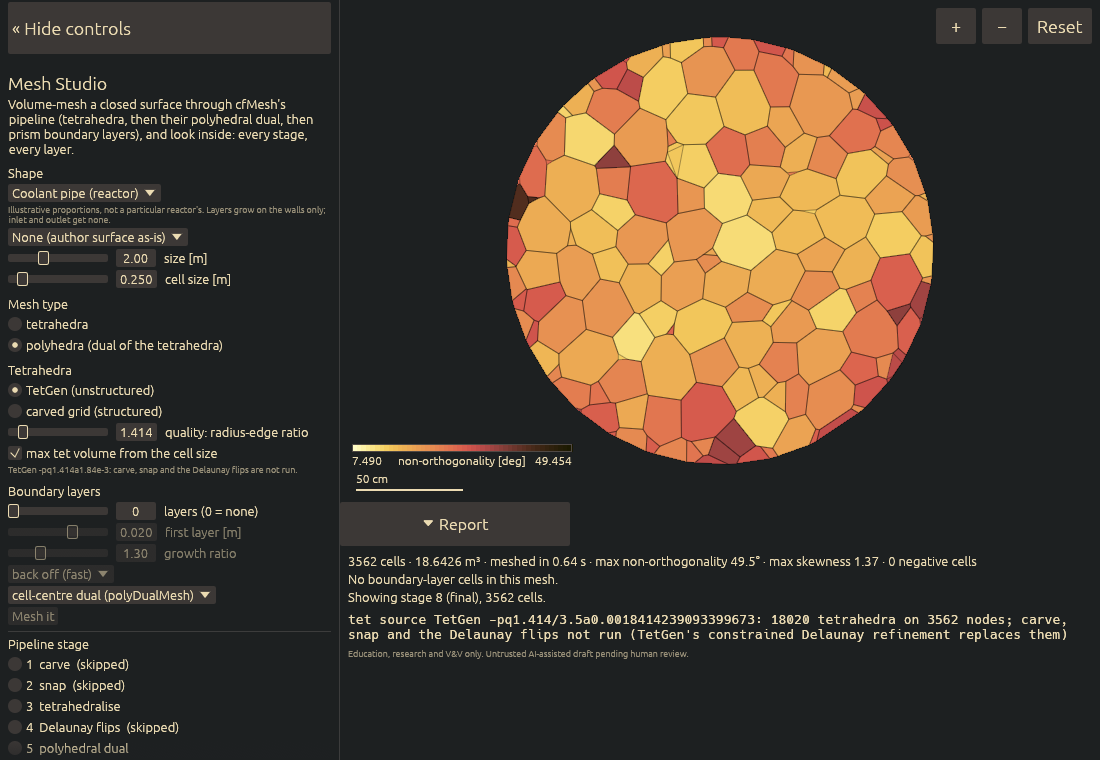 « Hide controls
Mesh Studio
Volume-mesh a closed surface through cfMesh's
pipeline (tetrahedra, then their polyhedral dual, then
prism boundary layers), and look inside: every stage,
every layer.
Shape
Coolant pipe (reactor)
Illustrative proportions, not a particular reactor's. Layers grow on the walls only;
inlet and outlet get none.
None (author surface as-is)
2.00 size [m]
0.250 cell size [m]
Mesh type
tetrahedra
polyhedra (dual of the tetrahedra)
Tetrahedra
TetGen (unstructured)
carved grid (structured)
1.414 quality: radius-edge ratio
max tet volume from the cell size
TetGen -pq1.414a1.84e-3: carve, snap and the Delaunay flips are not run.
Boundary layers
0 layers (0 = none)
0.020 first layer [m]
1.30 growth ratio
back off (fast)
cell-centre dual (polyDualMesh)
Mesh it
Pipeline stage
1 carve (skipped)
2 snap (skipped)
3 tetrahedralise
4 Delaunay flips (skipped)
5 polyhedral dual
+ − Reset
7.490 non-orthogonality [deg] 49.554
50 cm
Report
3562 cells · 18.6426 m³ · meshed in 0.64 s · max non-orthogonality 49.5° · max skewness 1.37 · 0 negative cells
No boundary-layer cells in this mesh.
Showing stage 8 (final), 3562 cells.
tet source TetGen -pq1.414/3.5a0.0018414239093399673: 18020 tetrahedra on 3562 nodes; carve,
snap and the Delaunay flips not run (TetGen's constrained Delaunay refinement replaces them)
Education, research and V&V only. Untrusted AI-assisted draft pending human review.